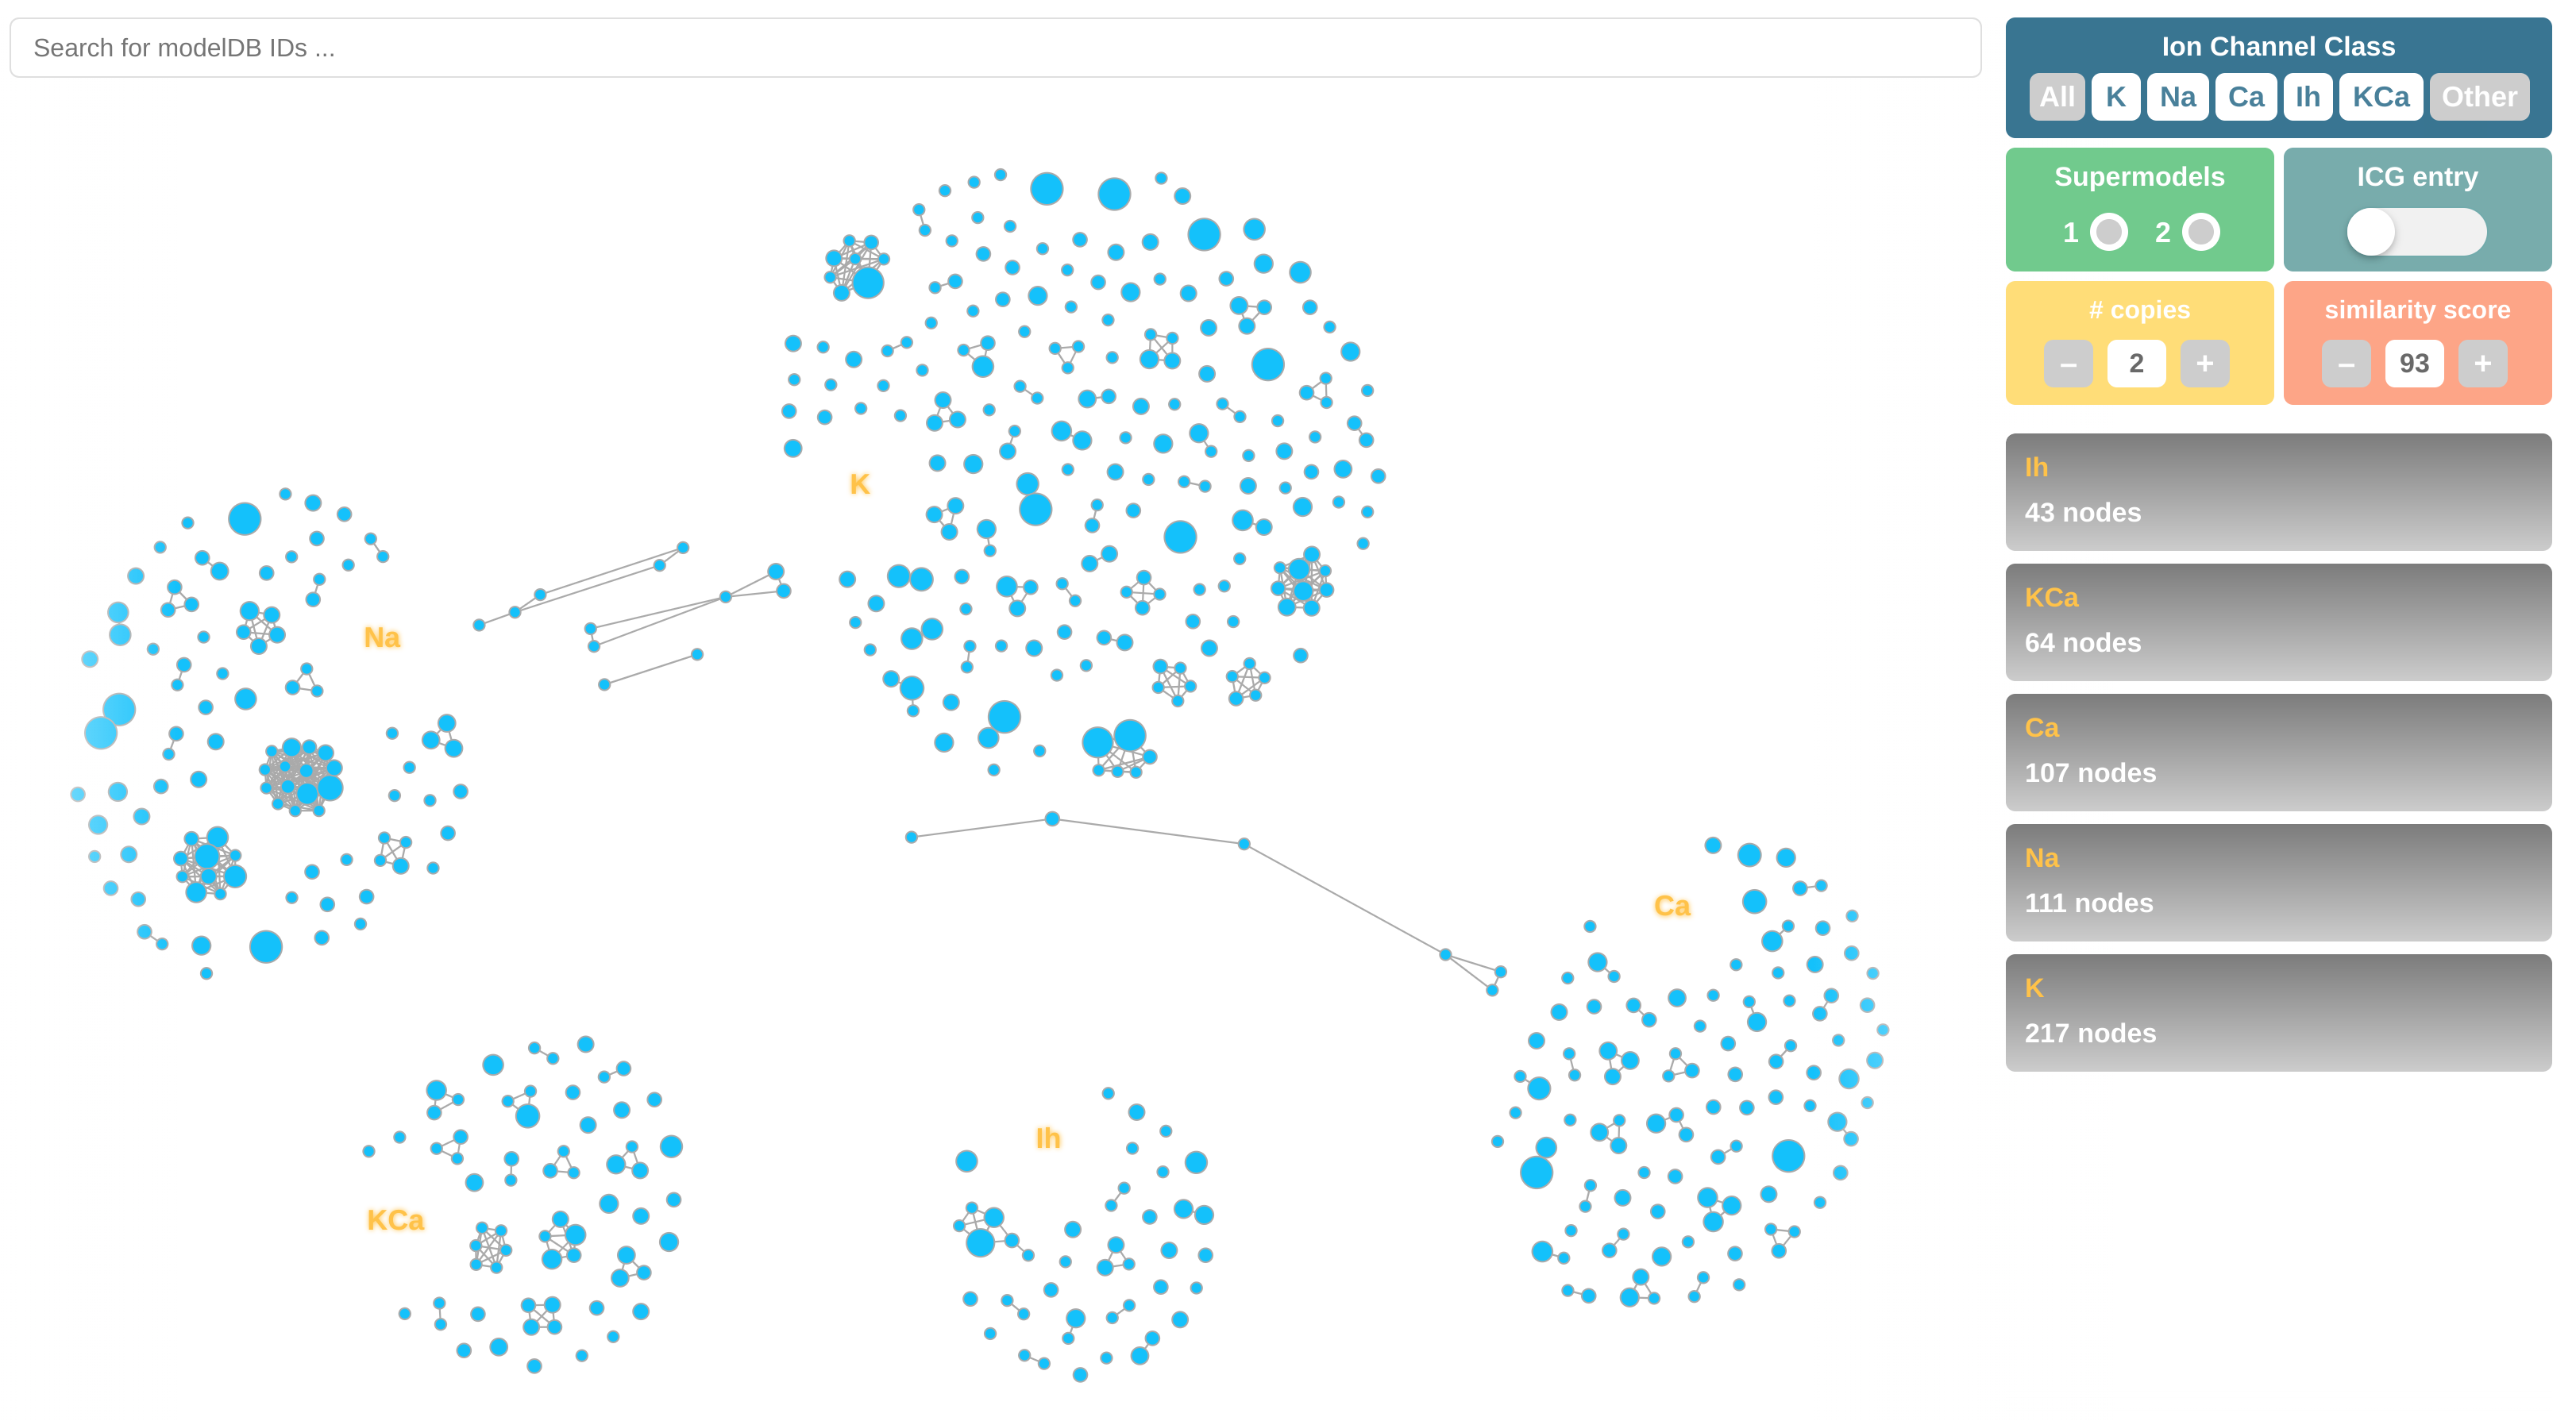 Search for modelDB IDs ...
Ion Channel Class
All K Na Ca Ih KCa Other
Supermodels
1 2
ICG entry
# copies
– 2 +
similarity score
– 93 +
K
Na
Ca
Ih
KCa
Ih
43 nodes
KCa
64 nodes
Ca
107 nodes
Na
111 nodes
K
217 nodes